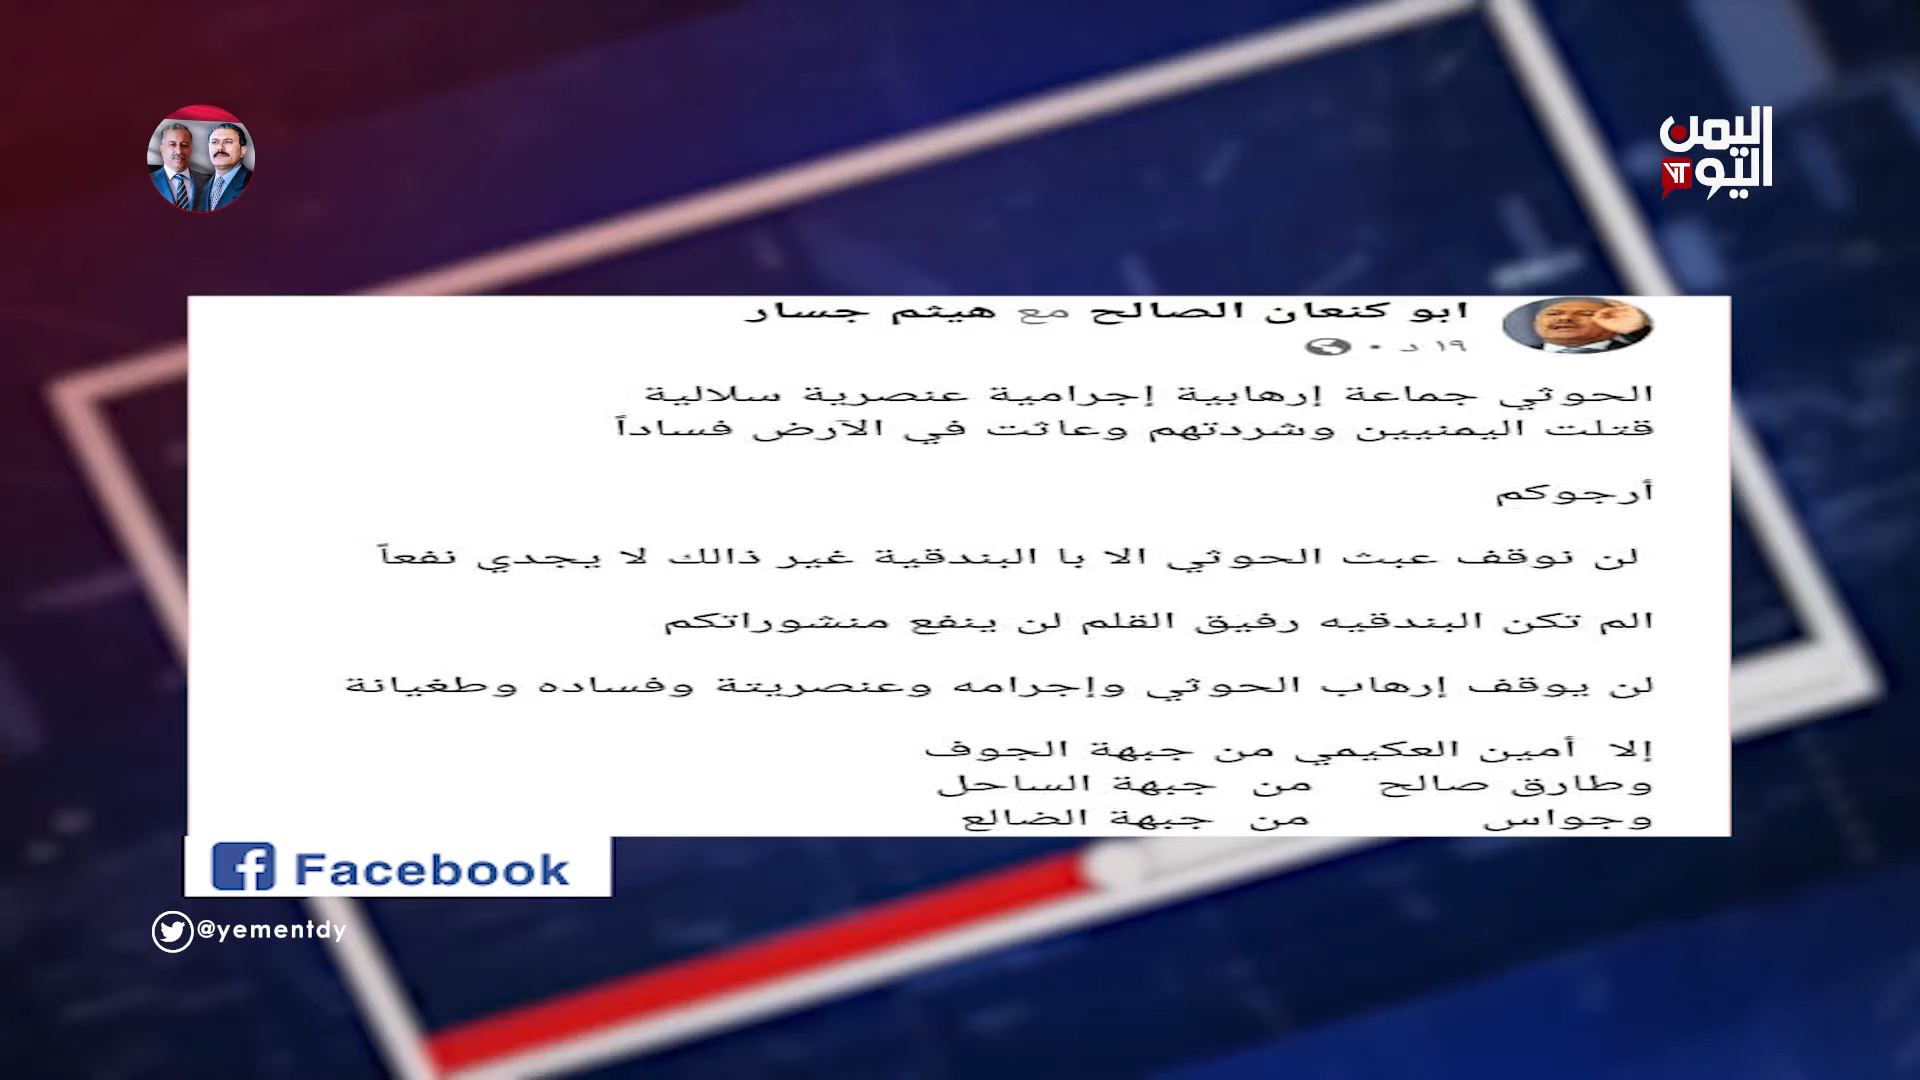 اليمن
اليوم
YT
ابو كنعان الصالح مع هيثم جسار
١٩ د •
الحوثي جماعة إرهابية إجرامية عنصرية سلالية
قتلت اليمنيين وشردتهم وعاثت في الآرض فساداً
أرجوكم
لن نوقف عبث الحوثي الا با البندقية غير ذالك لا يجدي نفعاً
الم تكن البندقيه رفيق القلم لن ينفع منشوراتكم
لن يوقف إرهاب الحوثي وإجرامه وعنصريتة وفساده وطغيانة
إلا أمين العكيمي من جبهة الجوف
وطارق صالح من جبهة الساحل
وجواس من جبهة الضالع
Facebook
@yementdy